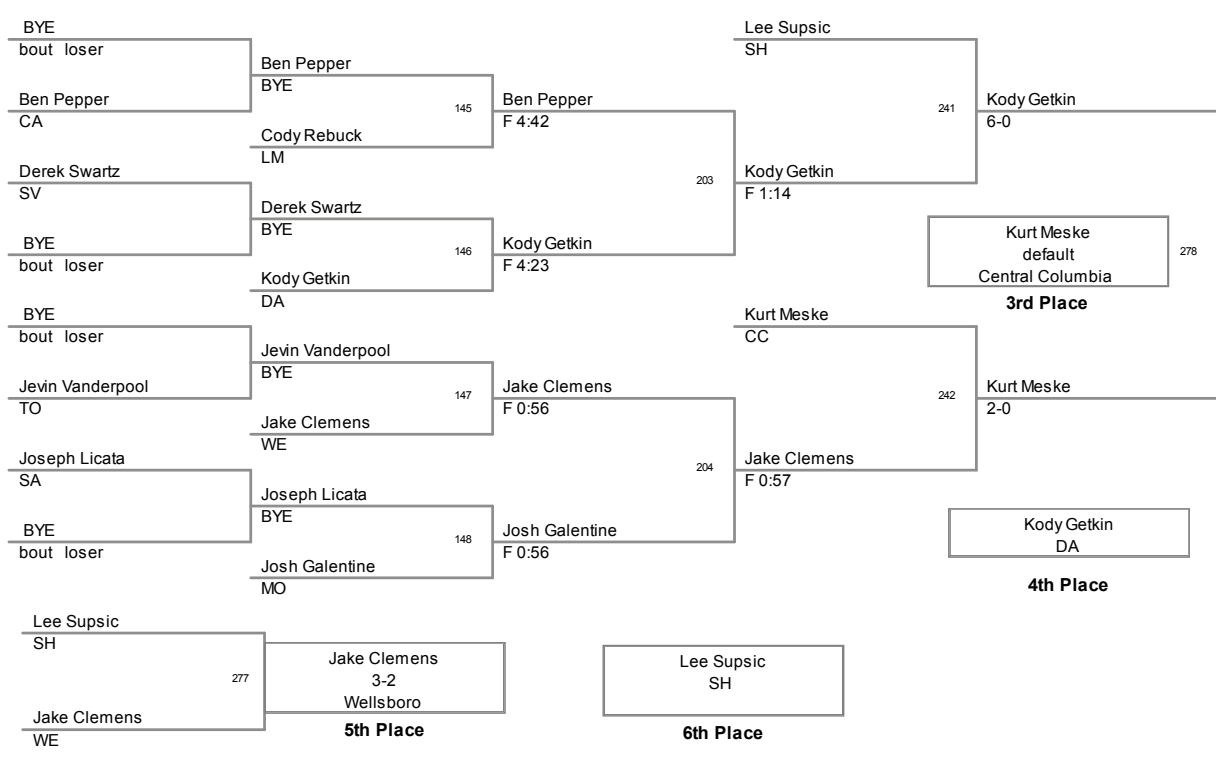 BYE
bout loser
Ben Pepper
CA
Derek Swartz
SV
BYE
bout loser
BYE
bout loser
Jevin Vanderpool
TO
Joseph Licata
SA
BYE
bout loser
Ben Pepper
BYE
145
Cody Rebuck
LM
Derek Swartz
BYE
146
Kody Getkin
DA
Jevin Vanderpool
BYE
147
Jake Clemens
WE
Joseph Licata
BYE
148
Josh Galentine
MO
Ben Pepper
F 4:42
203
Kody Getkin
F 4:23
Jake Clemens
F 0:56
204
Josh Galentine
F 0:56
Lee Supsic
SH
241
Kody Getkin
F 1:14
Kurt Meske
CC
242
Jake Clemens
F 0:57
Kody Getkin
6-0
Kurt Meske
default
Central Columbia
278
3rd Place
Kurt Meske
2-0
Kody Getkin
DA
4th Place
Lee Supsic
SH
277
Jake Clemens
WE
Jake Clemens
3-2
Wellsboro
5th Place
Lee Supsic
SH
6th Place